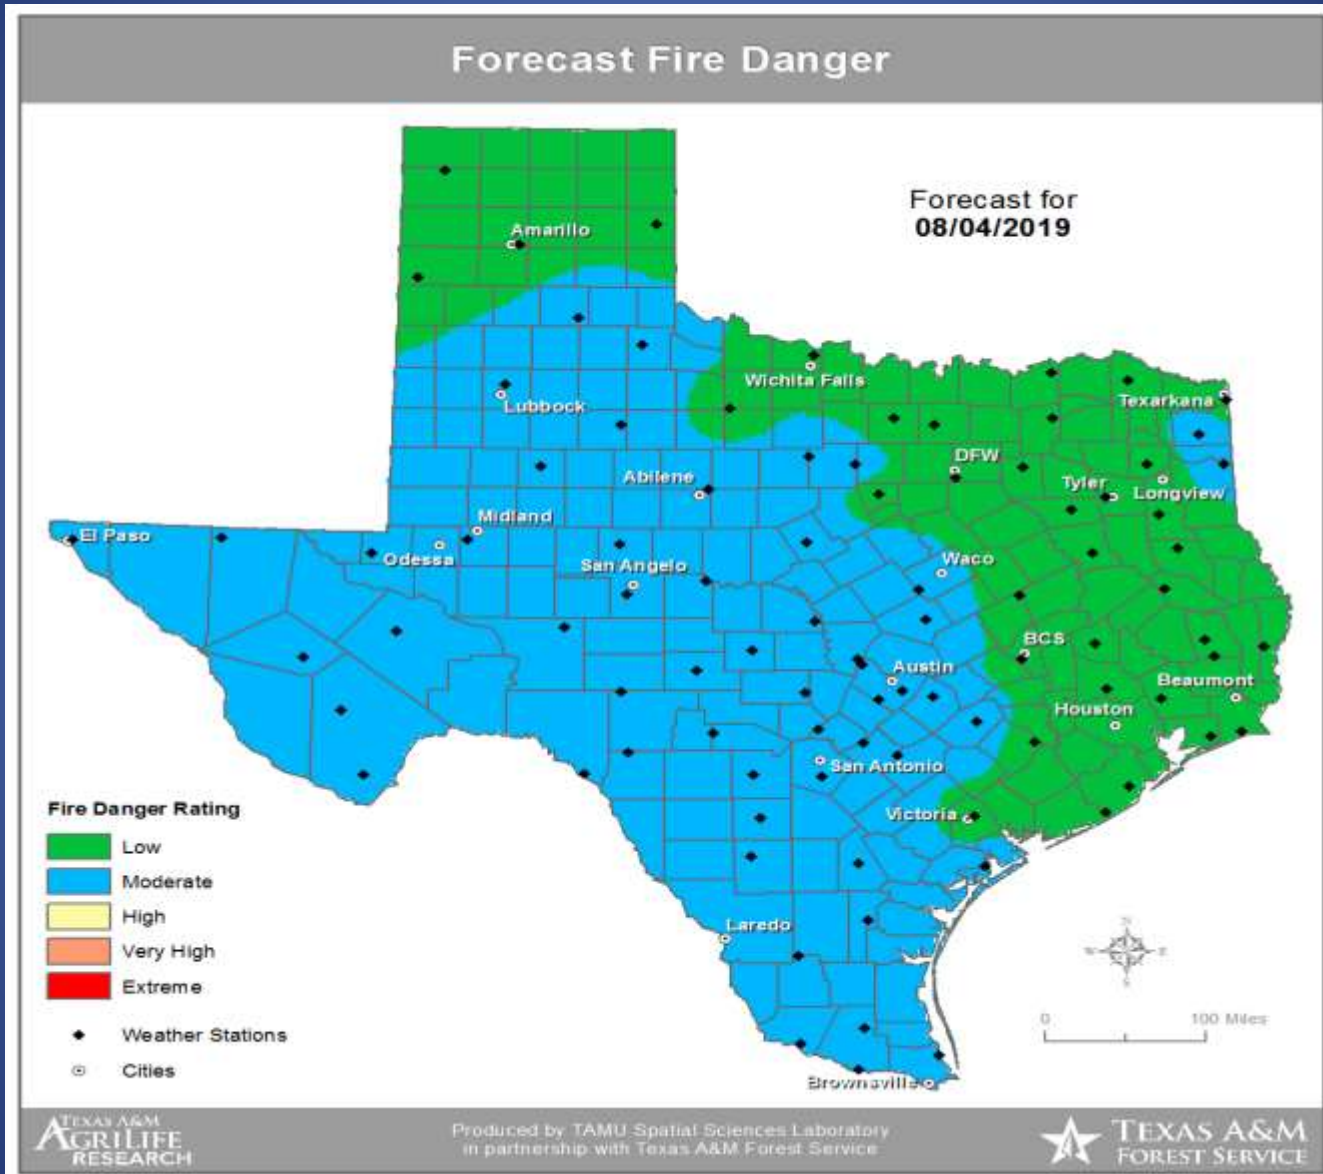 Forecast Fire Danger
Forecast for
08/04/2019
Amarillo
Wichita Falls
Texarkana
Lubbock
DFW
Abilene
Tyler
Longview
Midland
El Paso
Odessa
San Angelo
Waco
BCS
Austin
Beaumont
Houston
San Antonio
Victoria
Laredo
Brownsville
Fire Danger Rating
Low
Moderate
High
Very High
Extreme
Weather Stations
Cities
N
W E
S
0 100 Miles
TEXAS A&M
AGRILIFE
RESEARCH
Produced by TAMU Spatial Sciences Laboratory
in partnership with Texas A&M Forest Service
TEXAS A&M
FOREST SERVICE